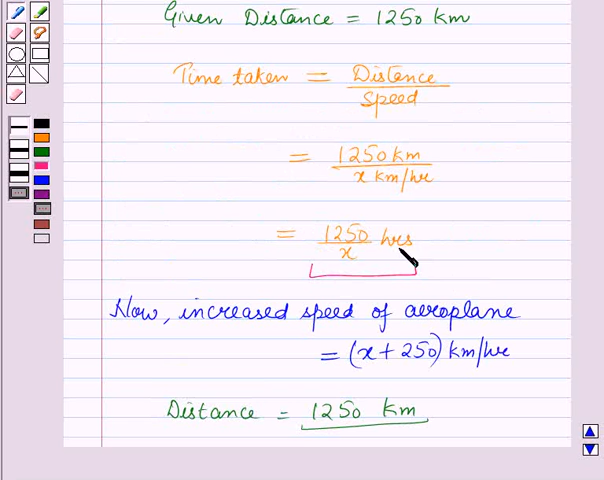 Given Distance = 1250 km
Time taken = Distance / Speed
= 1250 km / x km/hr
= 1250 / x hrs
Now, increased speed of aeroplane
= (x + 250) km/hr
Distance = 1250 km